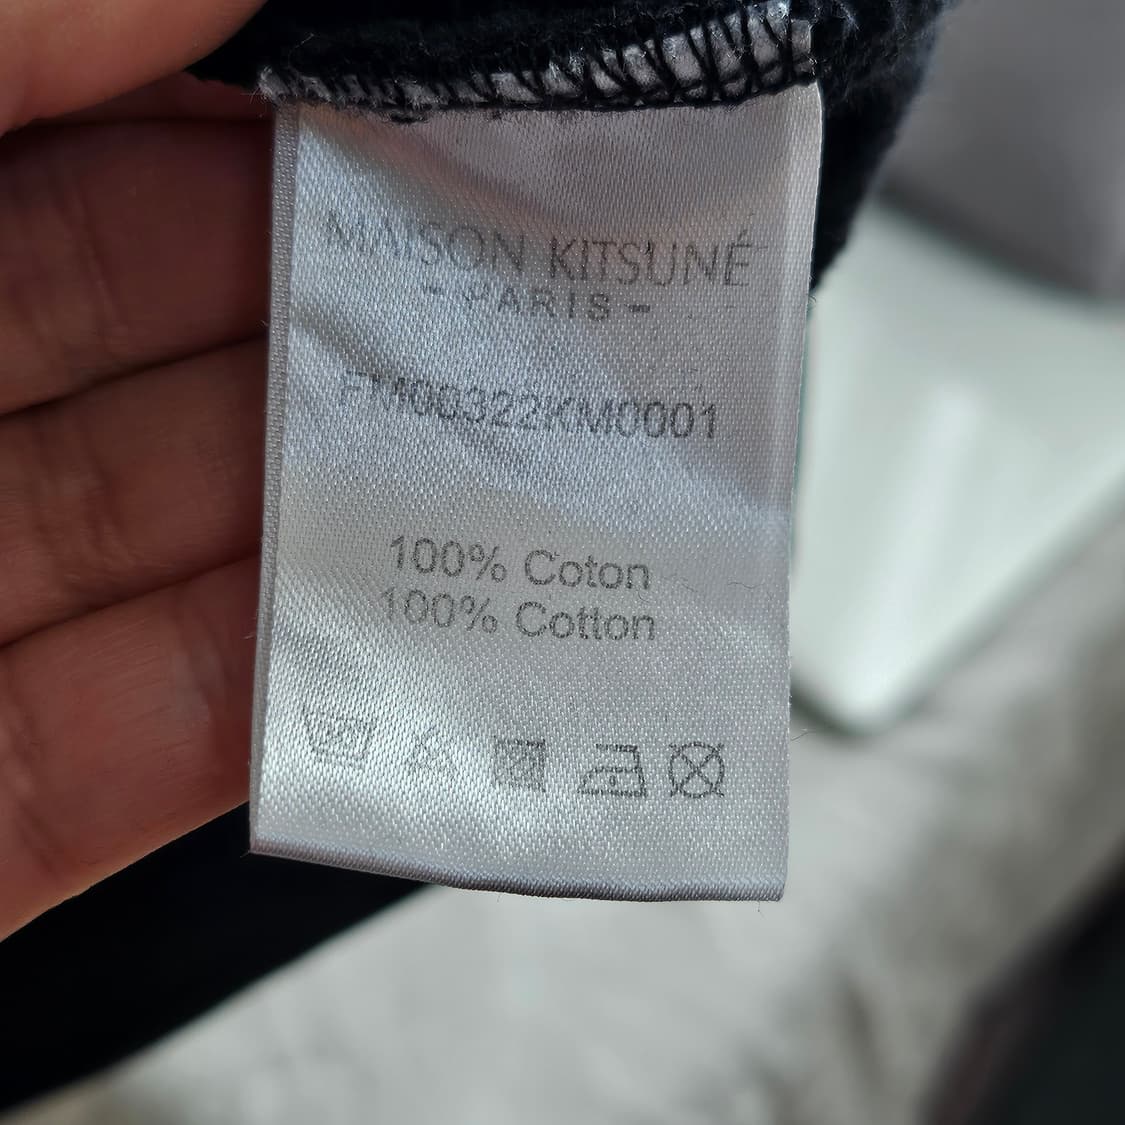 MAISON KITSUNÉ
- PARIS -
FM00322KM0001
100% Coton
100% Cotton